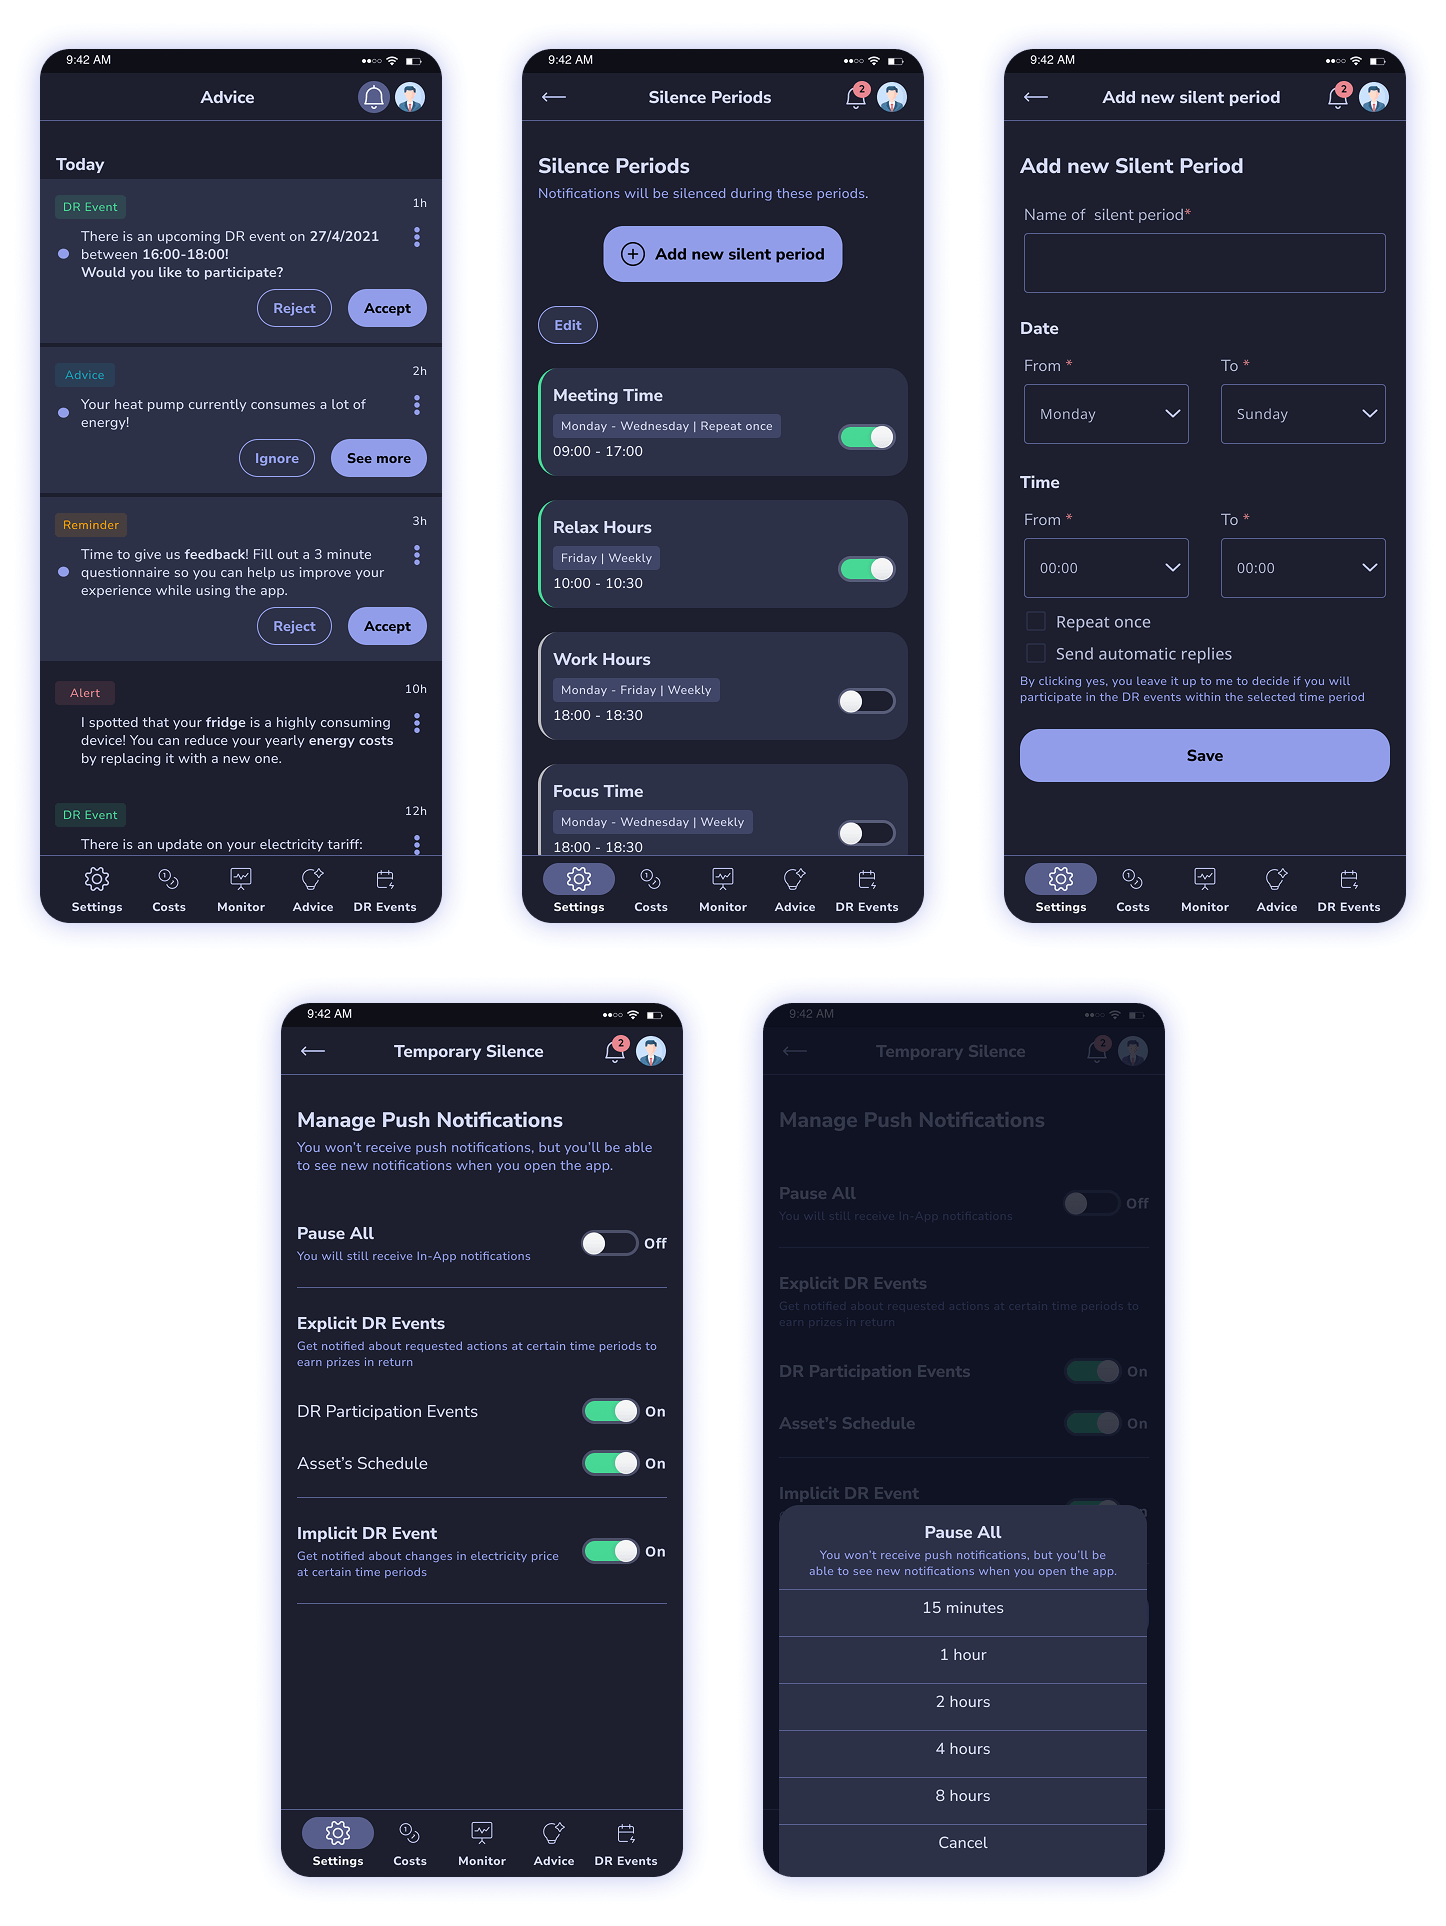 9:42 AM
Advice
Today
DR Event
1h
There is an upcoming DR event on 27/4/2021
between 16:00-18:00!
Would you like to participate?
Reject
Accept
Advice
2h
Your heat pump currently consumes a lot of
energy!
Ignore
See more
Reminder
3h
Time to give us feedback! Fill out a 3 minute
questionnaire so you can help us improve your
experience while using the app.
Reject
Accept
Alert
10h
I spotted that your fridge is a highly consuming
device! You can reduce your yearly energy costs
by replacing it with a new one.
DR Event
12h
There is an update on your electricity tariff:
Settings
Costs
Monitor
Advice
DR Events
9:42 AM
Silence Periods
2
Silence Periods
Notifications will be silenced during these periods.
Add new silent period
Edit
Meeting Time
Monday - Wednesday | Repeat once
09:00 - 17:00
Relax Hours
Friday | Weekly
10:00 - 10:30
Work Hours
Monday - Friday | Weekly
18:00 - 18:30
Focus Time
Monday - Wednesday | Weekly
18:00 - 18:30
Settings
Costs
Monitor
Advice
DR Events
9:42 AM
Add new silent period
2
Add new Silent Period
Name of silent period*
Date
From *
To *
Monday
Sunday
Time
From *
To *
00:00
00:00
Repeat once
Send automatic replies
By clicking yes, you leave it up to me to decide if you will
participate in the DR events within the selected time period
Save
Settings
Costs
Monitor
Advice
DR Events
9:42 AM
Temporary Silence
2
Manage Push Notifications
You won't receive push notifications, but you'll be able
to see new notifications when you open the app.
Pause All
Off
You will still receive In-App notifications
Explicit DR Events
Get notified about requested actions at certain time periods to
earn prizes in return
DR Participation Events
On
Asset's Schedule
On
Implicit DR Event
On
Get notified about changes in electricity price
at certain time periods
Settings
Costs
Monitor
Advice
DR Events
9:42 AM
Temporary Silence
2
Manage Push Notifications
Pause All
Off
You will still receive In-App notifications
Explicit DR Events
Get notified about requested actions at certain time periods to
earn prizes in return
DR Participation Events
On
Asset's Schedule
On
Implicit DR Event
Pause All
You won't receive push notifications, but you'll be
able to see new notifications when you open the app.
15 minutes
1 hour
2 hours
4 hours
8 hours
Cancel